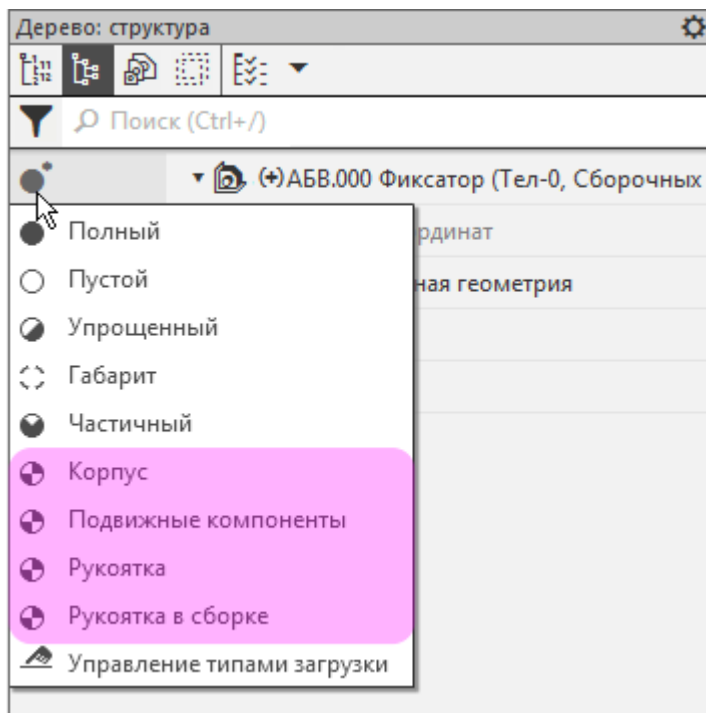 Дерево: структура
Поиск (Ctrl+/)
(+)АБВ.000 Фиксатор (Тел-0, Сборочных
Полный
рдинат
Пустой
ная геометрия
Упрощенный
Габарит
Частичный
Корпус
Подвижные компоненты
Рукоятка
Рукоятка в сборке
Управление типами загрузки